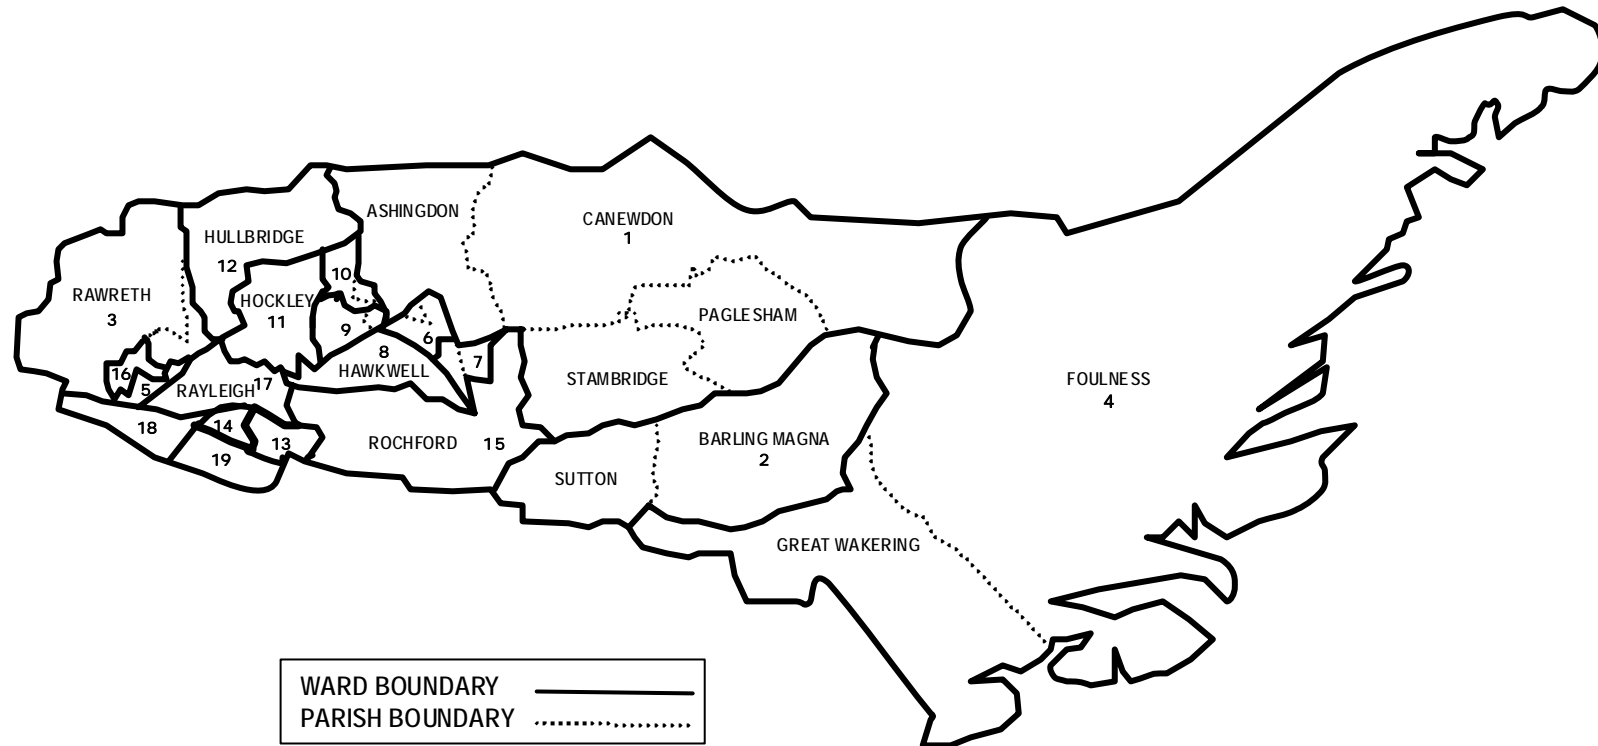 ASHINGDON
CANEWDON
1
HULLBRIDGE
12
10
RAWRETH
3
HOCKLEY
11
9
6
PAGLESHAM
8
7
HAWKWELL
16
5
RAYLEIGH 17
STAMBRIDGE
FOULNESS
4
18
14
13
19
ROCHFORD 15
BARLING MAGNA
2
SUTTON
GREAT WAKERING
WARD BOUNDARY
PARISH BOUNDARY